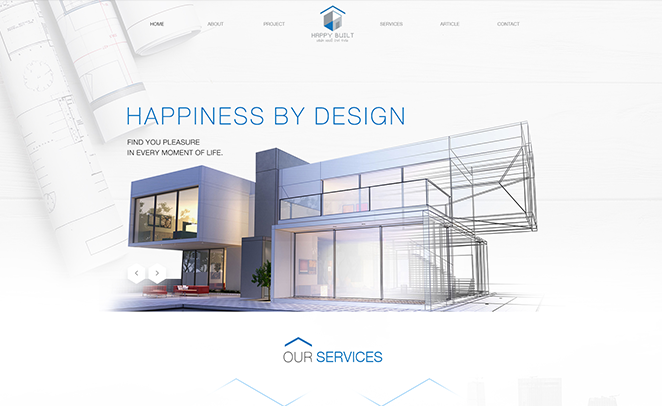 HOME
ABOUT
PROJECT
HAPPY BUILT
SERVICES
ARTICLE
CONTACT
HAPPINESS BY DESIGN
FIND YOU PLEASURE
IN EVERY MOMENT OF LIFE.
OUR SERVICES